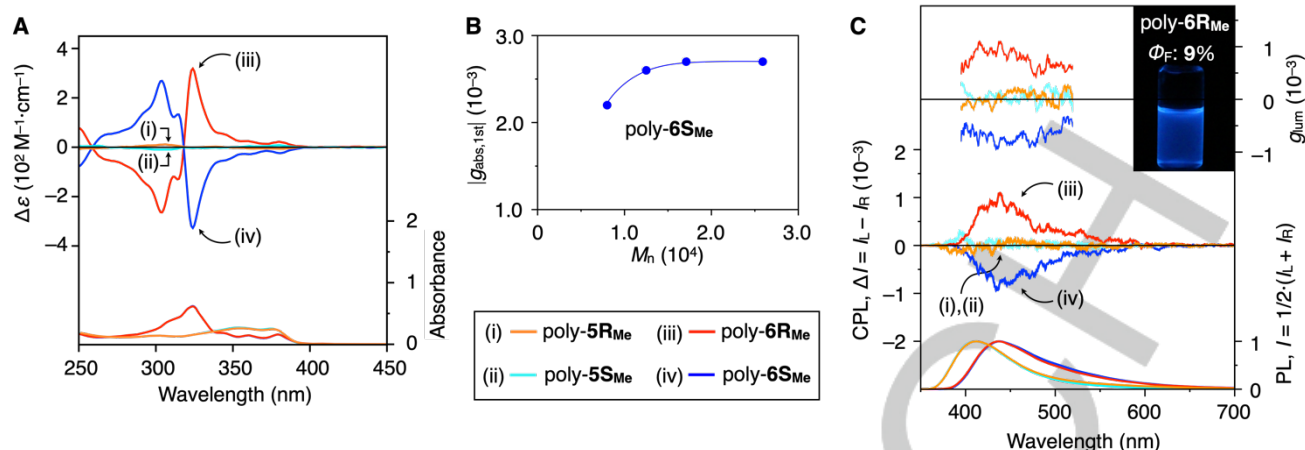 A
4
2
0
−2
−4
Δε (10² M⁻¹·cm⁻¹)
(iii)
(i)
(ii)
(iv)
2
1
0
Absorbance
250
300
350
400
450
Wavelength (nm)
B
3.0
2.0
1.0
|gabs,1st| (10⁻³)
poly-6SMe
0
1.0
2.0
3.0
Mn (10⁴)
(i) poly-5RMe (iii) poly-6RMe
(ii) poly-5SMe (iv) poly-6SMe
C
poly-6RMe
ΦF: 9%
1
0
−1
glum (10⁻³)
2
1
0
−1
−2
CPL, ΔI = IL − IR (10⁻³)
(iii)
(i),(ii)
(iv)
1
0
PL, I = 1/2·(IL + IR)
400
500
600
700
Wavelength (nm)